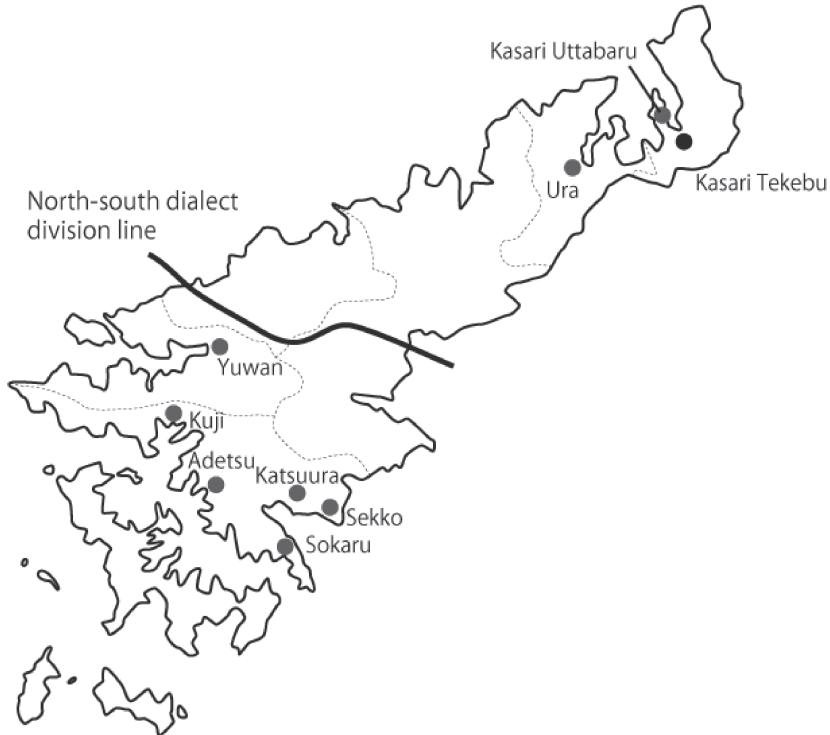 Kasari Uttabaru
Kasari Tekebu
Ura
North-south dialect
division line
Yuwan
Kuji
Adetsu
Katsuura
Sekko
Sokaru